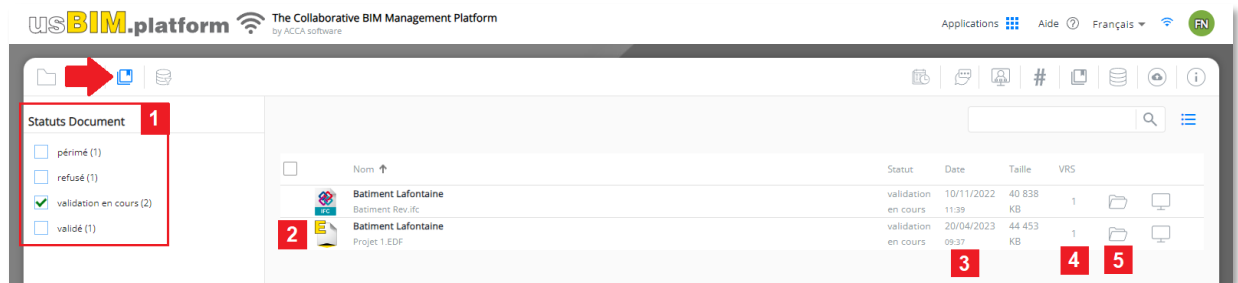 usBIM.platform
The Collaborative BIM Management Platform
by ACCA software
Applications Aide ? Français FN
#
i
Statuts Document 1
périmé (1)
refusé (1)
validation en cours (2)
validé (1)
Nom Statut Date Taille VRS
Batiment Lafontaine validation 10/11/2022 40 838
IFC Batiment Rev.ifc en cours 11:39 KB 1
2 E Batiment Lafontaine validation 20/04/2023 44 453
Projet 1.EDF en cours 09:37 KB 1
3 4 5